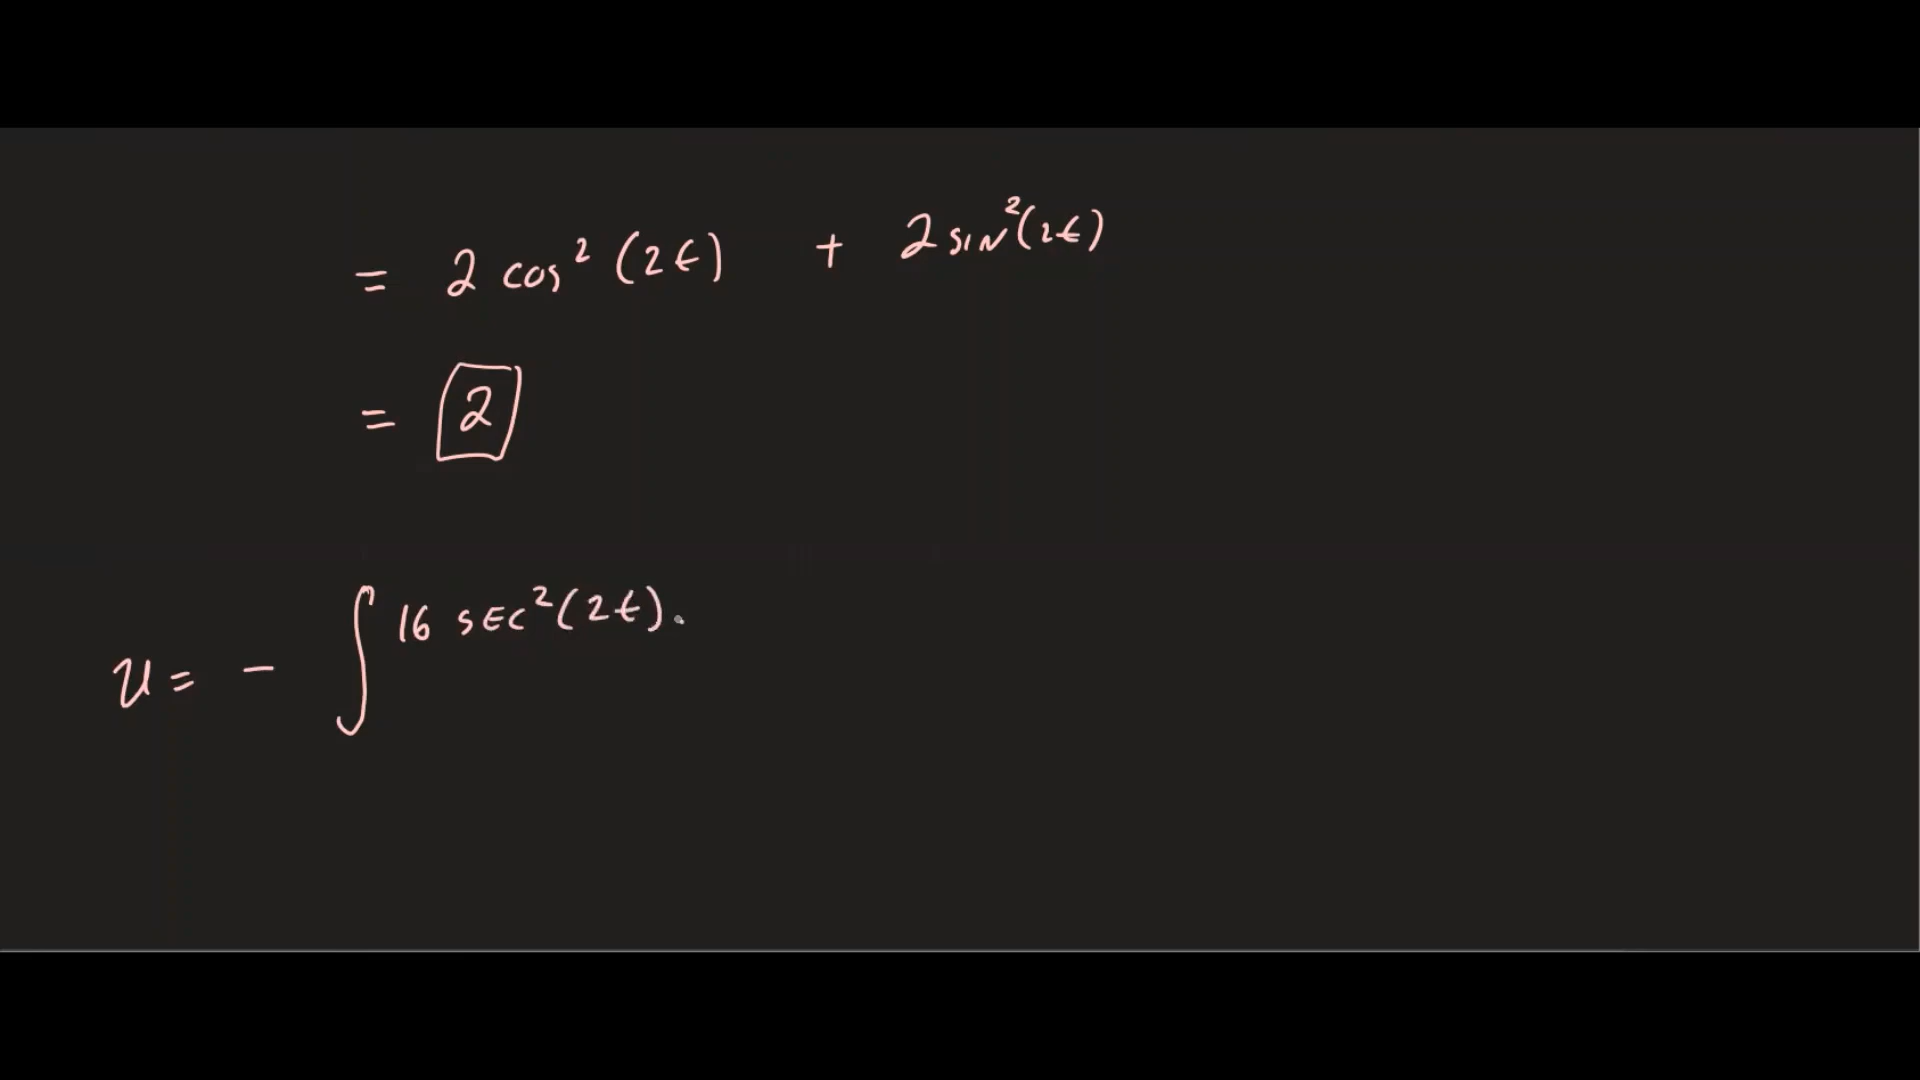 = 2 cos² (2t) + 2 sin²(2t)
= 2
u = - ∫ 16 sec²(2t).